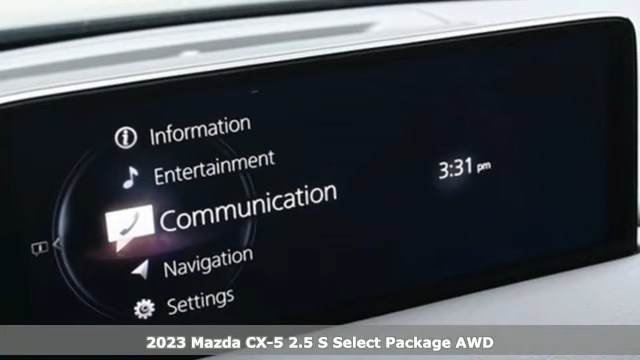 Information
Entertainment
Communication
3:31 pm
Navigation
Settings
2023 Mazda CX-5 2.5 S Select Package AWD